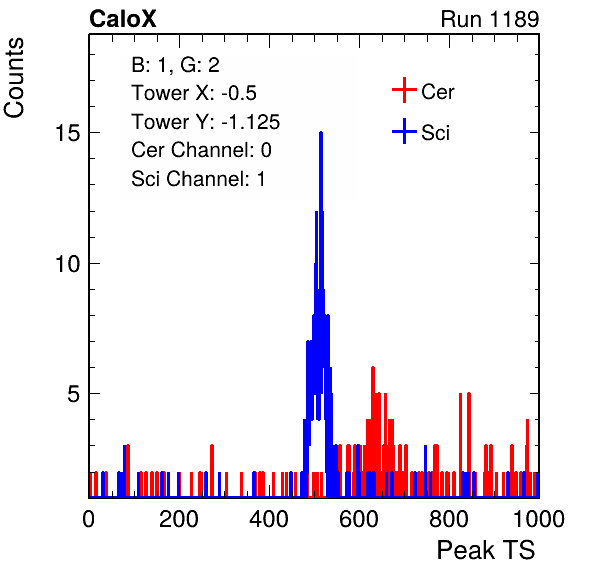 CaloX Run 1189
Counts
B: 1, G: 2
Tower X: -0.5
Tower Y: -1.125
Cer Channel: 0
Sci Channel: 1
Cer
Sci
15
10
5
0 200 400 600 800 1000
Peak TS